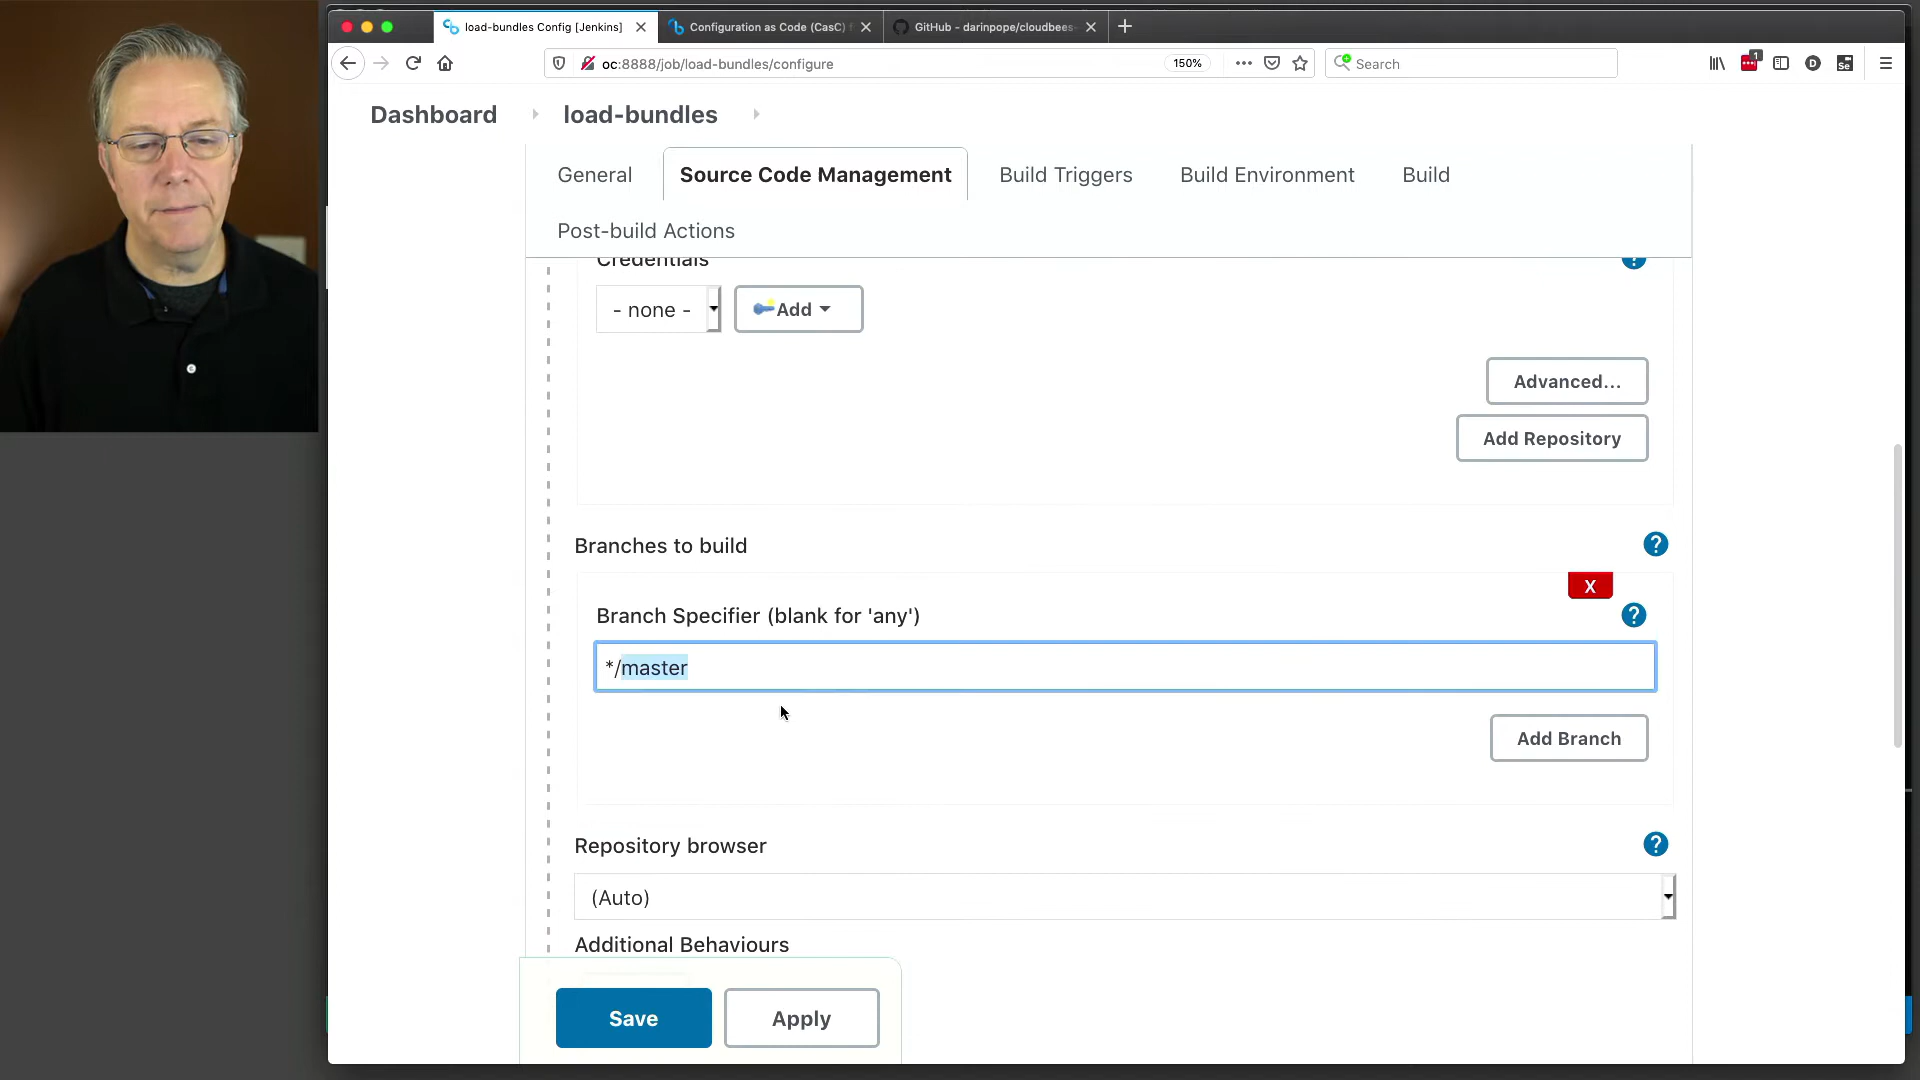 load-bundles Config [Jenkins]
Configuration as Code (CasC) f
GitHub - darinpope/cloudbees-
oc:8888/job/load-bundles/configure
150%
Search
1
D
Se
Dashboard
load-bundles
General
Source Code Management
Build Triggers
Build Environment
Build
Post-build Actions
Credentials
?
- none -
Add
Advanced...
Add Repository
Branches to build
?
X
Branch Specifier (blank for 'any')
?
*/master
Add Branch
Repository browser
?
(Auto)
Additional Behaviours
Save
Apply